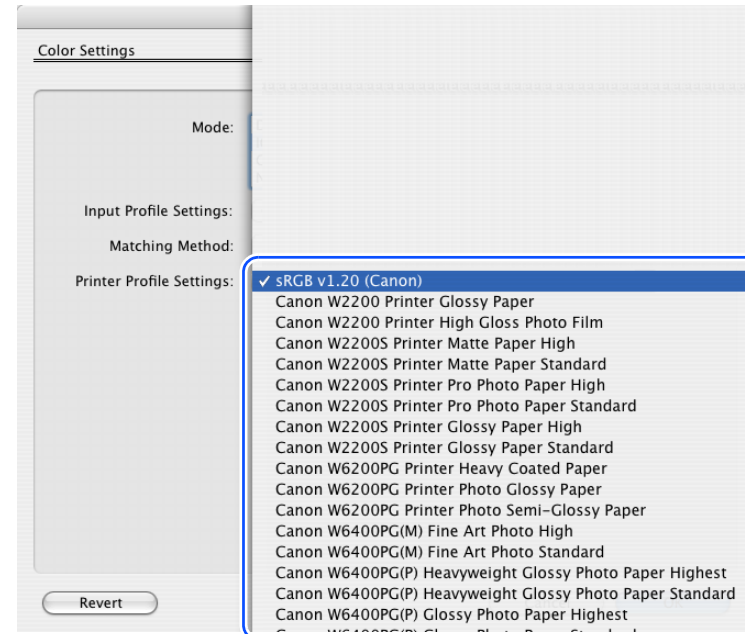 Color Settings
Mode:
Input Profile Settings:
Matching Method:
Printer Profile Settings:
✓ sRGB v1.20 (Canon)
Canon W2200 Printer Glossy Paper
Canon W2200 Printer High Gloss Photo Film
Canon W2200S Printer Matte Paper High
Canon W2200S Printer Matte Paper Standard
Canon W2200S Printer Pro Photo Paper High
Canon W2200S Printer Pro Photo Paper Standard
Canon W2200S Printer Glossy Paper High
Canon W2200S Printer Glossy Paper Standard
Canon W6200PG Printer Heavy Coated Paper
Canon W6200PG Printer Photo Glossy Paper
Canon W6200PG Printer Photo Semi-Glossy Paper
Canon W6400PG(M) Fine Art Photo High
Canon W6400PG(M) Fine Art Photo Standard
Canon W6400PG(P) Heavyweight Glossy Photo Paper Highest
Canon W6400PG(P) Heavyweight Glossy Photo Paper Standard
Canon W6400PG(P) Glossy Photo Paper Highest
Canon W6400PG(P) Glossy Photo Paper Standard
Revert